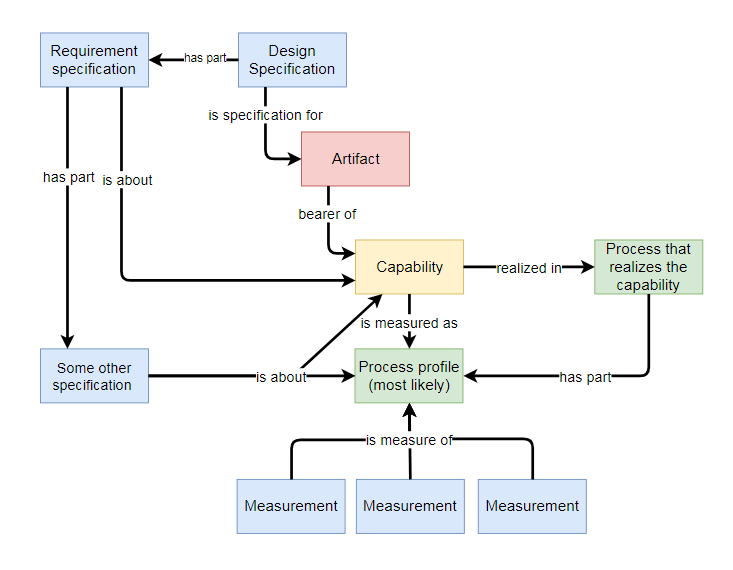 Requirement
specification
has part
Design
Specification
is specification for
Artifact
has part
is about
bearer of
Capability
realized in
Process that
realizes the
capability
is measured as
Some other
specification
is about
Process profile
(most likely)
has part
is measure of
Measurement
Measurement
Measurement